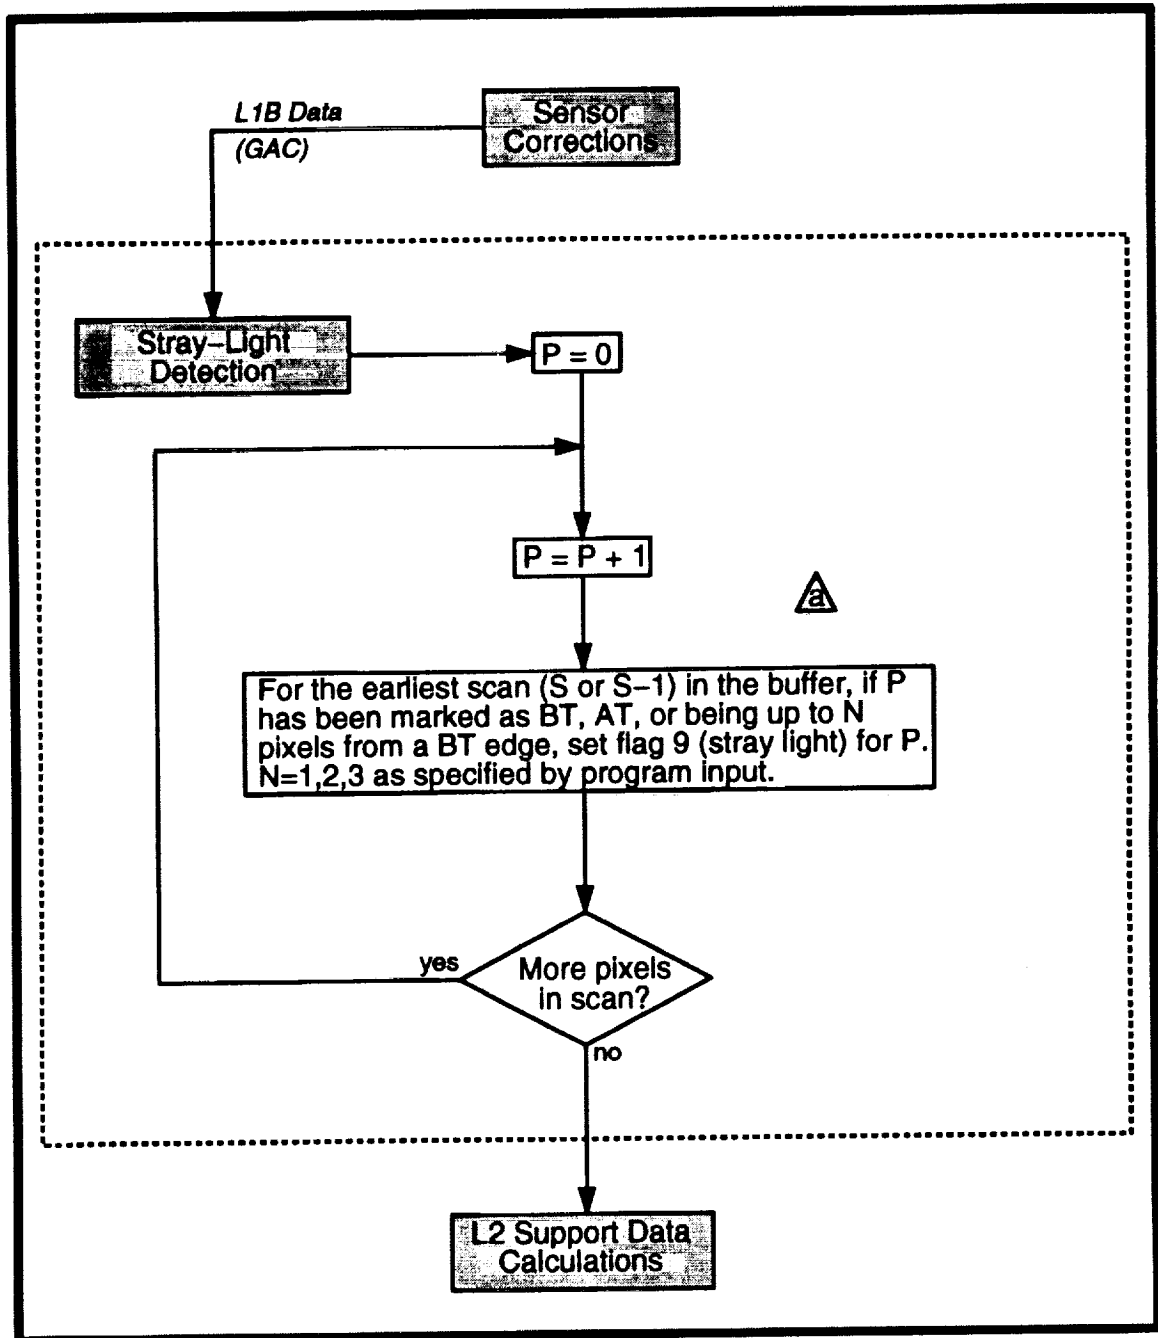 L1B Data
(GAC)
Sensor
Corrections
Stray-Light
Detection
P = 0
P = P + 1
a
For the earliest scan (S or S-1) in the buffer, if P
has been marked as BT, AT, or being up to N
pixels from a BT edge, set flag 9 (stray light) for P.
N=1,2,3 as specified by program input.
yes
More pixels
in scan?
no
L2 Support Data
Calculations